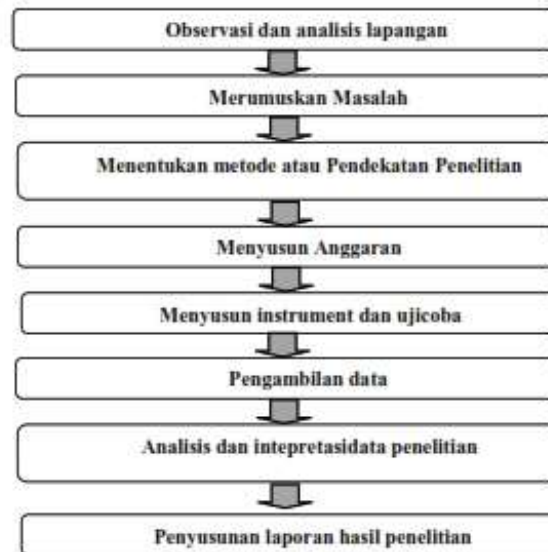 Observasi dan analisis lapangan
Merumuskan Masalah
Menentukan metode atau Pendekatan Penelitian
Menyusun Anggaran
Menyusun instrument dan ujicoba
Pengambilan data
Analisis dan intepretasidata penelitian
Penyusunan laporan hasil penelitian